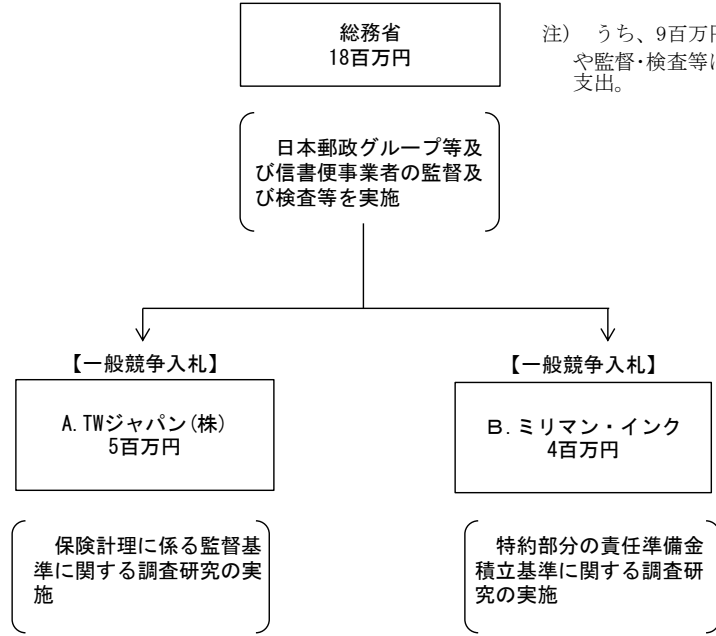 総務省
18百万円
注)　うち、9百万円
や監督・検査等に
支出。
日本郵政グループ等及
び信書便事業者の監督及
び検査等を実施
【一般競争入札】
【一般競争入札】
A. TWジャパン(株)
5百万円
B. ミリマン・インク
4百万円
保険計理に係る監督基
準に関する調査研究の実
施
特約部分の責任準備金
積立基準に関する調査研
究の実施